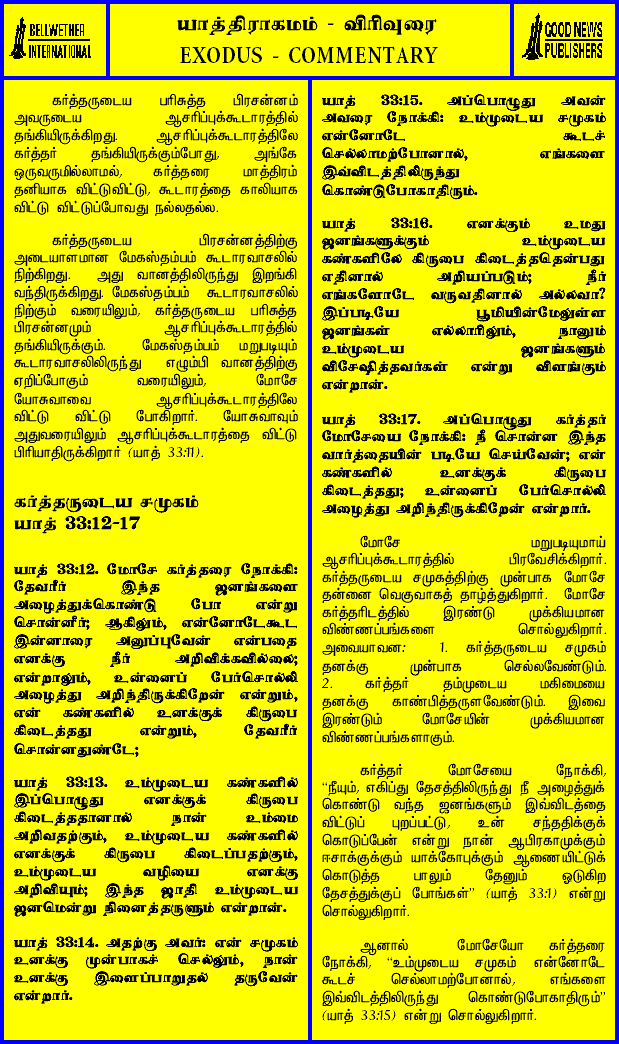 BELLWETHER
INTERNATIONAL
யாத்திராகமம் - விரிவுரை
EXODUS - COMMENTARY
GOOD NEWS
PUBLISHERS
கர்த்தருடைய பரிசுத்த பிரசன்னம்
அவருடைய ஆசரிப்புக்கூடாரத்தில்
தங்கியிருக்கிறது. ஆசரிப்புக்கூடாரத்திலே
கர்த்தர் தங்கியிருக்கும்போது, அங்கே
ஒருவருமில்லாமல், கர்த்தரை மாத்திரம்
தனியாக விட்டுவிட்டு, கூடாரத்தை காலியாக
விட்டு விட்டுப்போவது நல்லதல்ல.
கர்த்தருடைய பிரசன்னத்திற்கு
அடையாளமான மேகஸ்தம்பம் கூடாரவாசலில்
நிற்கிறது. அது வானத்திலிருந்து இறங்கி
வந்திருக்கிறது. மேகஸ்தம்பம் கூடாரவாசலில்
நிற்கும் வரையிலும், கர்த்தருடைய பரிசுத்த
பிரசன்னமும் ஆசரிப்புக்கூடாரத்தில்
தங்கியிருக்கும். மேகஸ்தம்பம் மறுபடியும்
கூடாரவாசலிலிருந்து எழும்பி வானத்திற்கு
ஏறிப்போகும் வரையிலும், மோசே
யோசுவாவை ஆசரிப்புக்கூடாரத்திலே
விட்டு விட்டு போகிறார். யோசுவாவும்
அதுவரையிலும் ஆசரிப்புக்கூடாரத்தை விட்டு
பிரியாதிருக்கிறார் (யாத் 33:11).
கர்த்தருடைய சமுகம்
யாத் 33:12-17
யாத் 33:12. மோசே கர்த்தரை நோக்கி:
தேவரீர் இந்த ஜனங்களை
அழைத்துக்கொண்டு போ என்று
சொன்னீர்; ஆகிலும், என்னோடேகூட
இன்னாரை அனுப்புவேன் என்பதை
எனக்கு நீர் அறிவிக்கவில்லை;
என்றாலும், உன்னைப் பேர்சொல்லி
அழைத்து அறிந்திருக்கிறேன் என்றும்,
என் கண்களில் உனக்குக் கிருபை
கிடைத்தது என்றும், தேவரீர்
சொன்னதுண்டே;
யாத் 33:13. உம்முடைய கண்களில்
இப்பொழுது எனக்குக் கிருபை
கிடைத்ததானால் நான் உம்மை
அறிவதற்கும், உம்முடைய கண்களில்
எனக்குக் கிருபை கிடைப்பதற்கும்,
உம்முடைய வழியை எனக்கு
அறிவியும்; இந்த ஜாதி உம்முடைய
ஜனமென்று நினைத்தருளும் என்றான்.
யாத் 33:14. அதற்கு அவர்: என் சமுகம்
உனக்கு முன்பாகச் செல்லும், நான்
உனக்கு இளைப்பாறுதல் தருவேன்
என்றார்.
யாத் 33:15. அப்பொழுது அவன்
அவரை நோக்கி: உம்முடைய சமுகம்
என்னோடே கூடச்
செல்லாமற்போனால், எங்களை
இவ்விடத்திலிருந்து
கொண்டுபோகாதிரும்.
யாத் 33:16. எனக்கும் உமது
ஜனங்களுக்கும் உம்முடைய
கண்களிலே கிருபை கிடைத்ததென்பது
எதினால் அறியப்படும்; நீர்
எங்களோடே வருவதினால் அல்லவா?
இப்படியே பூமியின்மேலுள்ள
ஜனங்கள் எல்லாரிலும், நானும்
உம்முடைய ஜனங்களும்
விசேஷித்தவர்கள் என்று விளங்கும்
என்றான்.
யாத் 33:17. அப்பொழுது கர்த்தர்
மோசேயை நோக்கி: நீ சொன்ன இந்த
வார்த்தையின் படியே செய்வேன்; என்
கண்களில் உனக்குக் கிருபை
கிடைத்தது; உன்னைப் பேர்சொல்லி
அழைத்து அறிந்திருக்கிறேன் என்றார்.
மோசே மறுபடியுமாய்
ஆசரிப்புக்கூடாரத்தில் பிரவேசிக்கிறார்.
கர்த்தருடைய சமுகத்திற்கு முன்பாக மோசே
தன்னை வெகுவாகத் தாழ்த்துகிறார். மோசே
கர்த்தரிடத்தில் இரண்டு முக்கியமான
விண்ணப்பங்களை சொல்லுகிறார்.
அவையாவன: 1. கர்த்தருடைய சமுகம்
தனக்கு முன்பாக செல்லவேண்டும்.
2. கர்த்தர் தம்முடைய மகிமையை
தனக்கு காண்பித்தருளவேண்டும். இவை
இரண்டும் மோசேயின் முக்கியமான
விண்ணப்பங்களாகும்.
கர்த்தர் மோசேயை நோக்கி,
“நீயும், எகிப்து தேசத்திலிருந்து நீ அழைத்துக்
கொண்டு வந்த ஜனங்களும் இவ்விடத்தை
விட்டுப் புறப்பட்டு, உன் சந்ததிக்குக்
கொடுப்பேன் என்று நான் ஆபிரகாமுக்கும்
ஈசாக்குக்கும் யாக்கோபுக்கும் ஆணையிட்டுக்
கொடுத்த பாலும் தேனும் ஓடுகிற
தேசத்துக்குப் போங்கள்” (யாத் 33:1) என்று
சொல்லுகிறார்.
ஆனால் மோசேயோ கர்த்தரை
நோக்கி, “உம்முடைய சமுகம் என்னோடே
கூடச் செல்லாமற்போனால், எங்களை
இவ்விடத்திலிருந்து கொண்டுபோகாதிரும்”
(யாத் 33:15) என்று சொல்லுகிறார்.